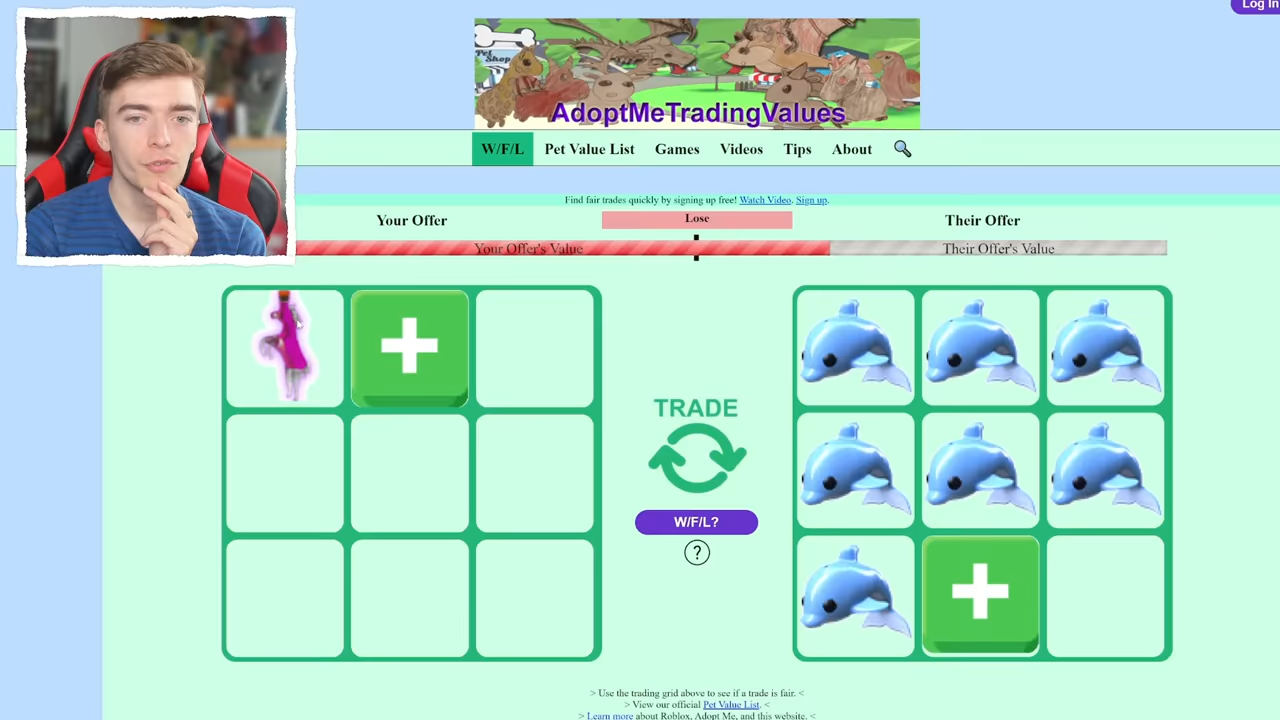 Log In
Pet
Shop
AdoptMeTradingValues
W/F/L Pet Value List Games Videos Tips About
Find fair trades quickly by signing up free! Watch Video. Sign up.
Your Offer Lose Their Offer
Your Offer's Value Their Offer's Value
TRADE
W/F/L?
?
> Use the trading grid above to see if a trade is fair. <
> View our official Pet Value List. <
> Learn more about Roblox, Adopt Me, and this website. <